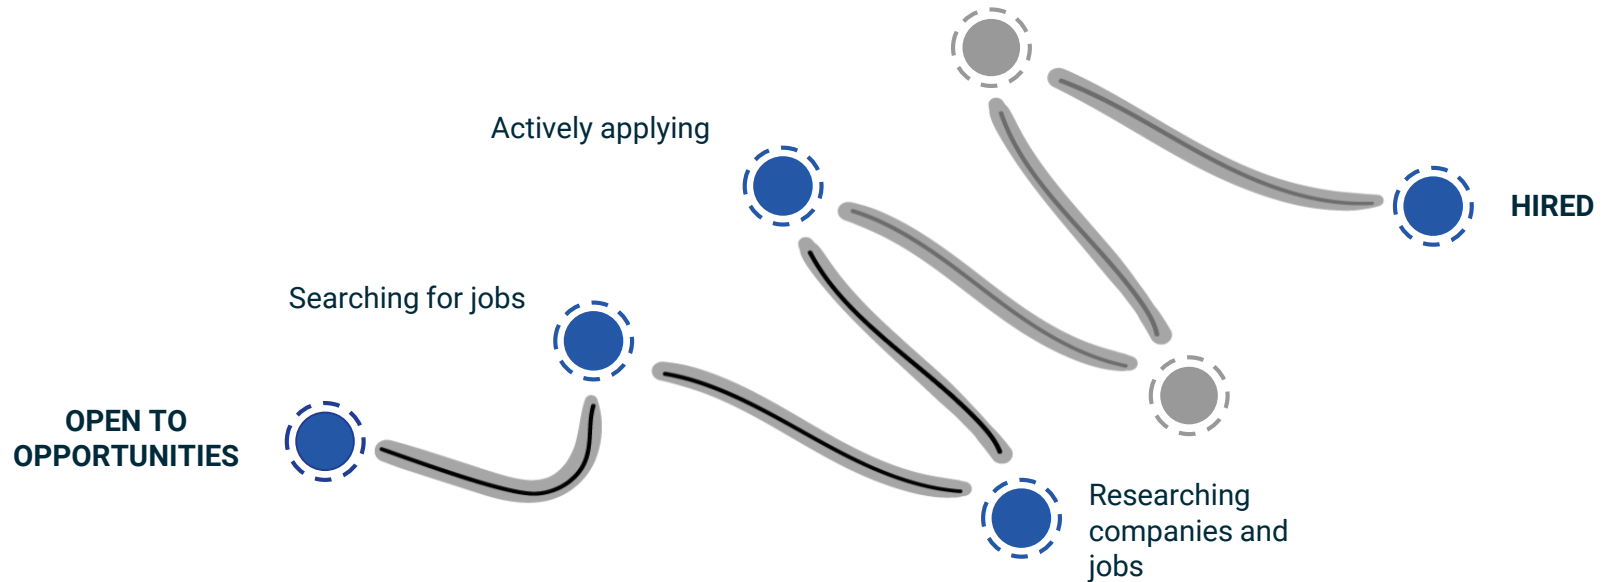 Actively applying
HIRED
Searching for jobs
OPEN TO
OPPORTUNITIES
Researching
companies and
jobs